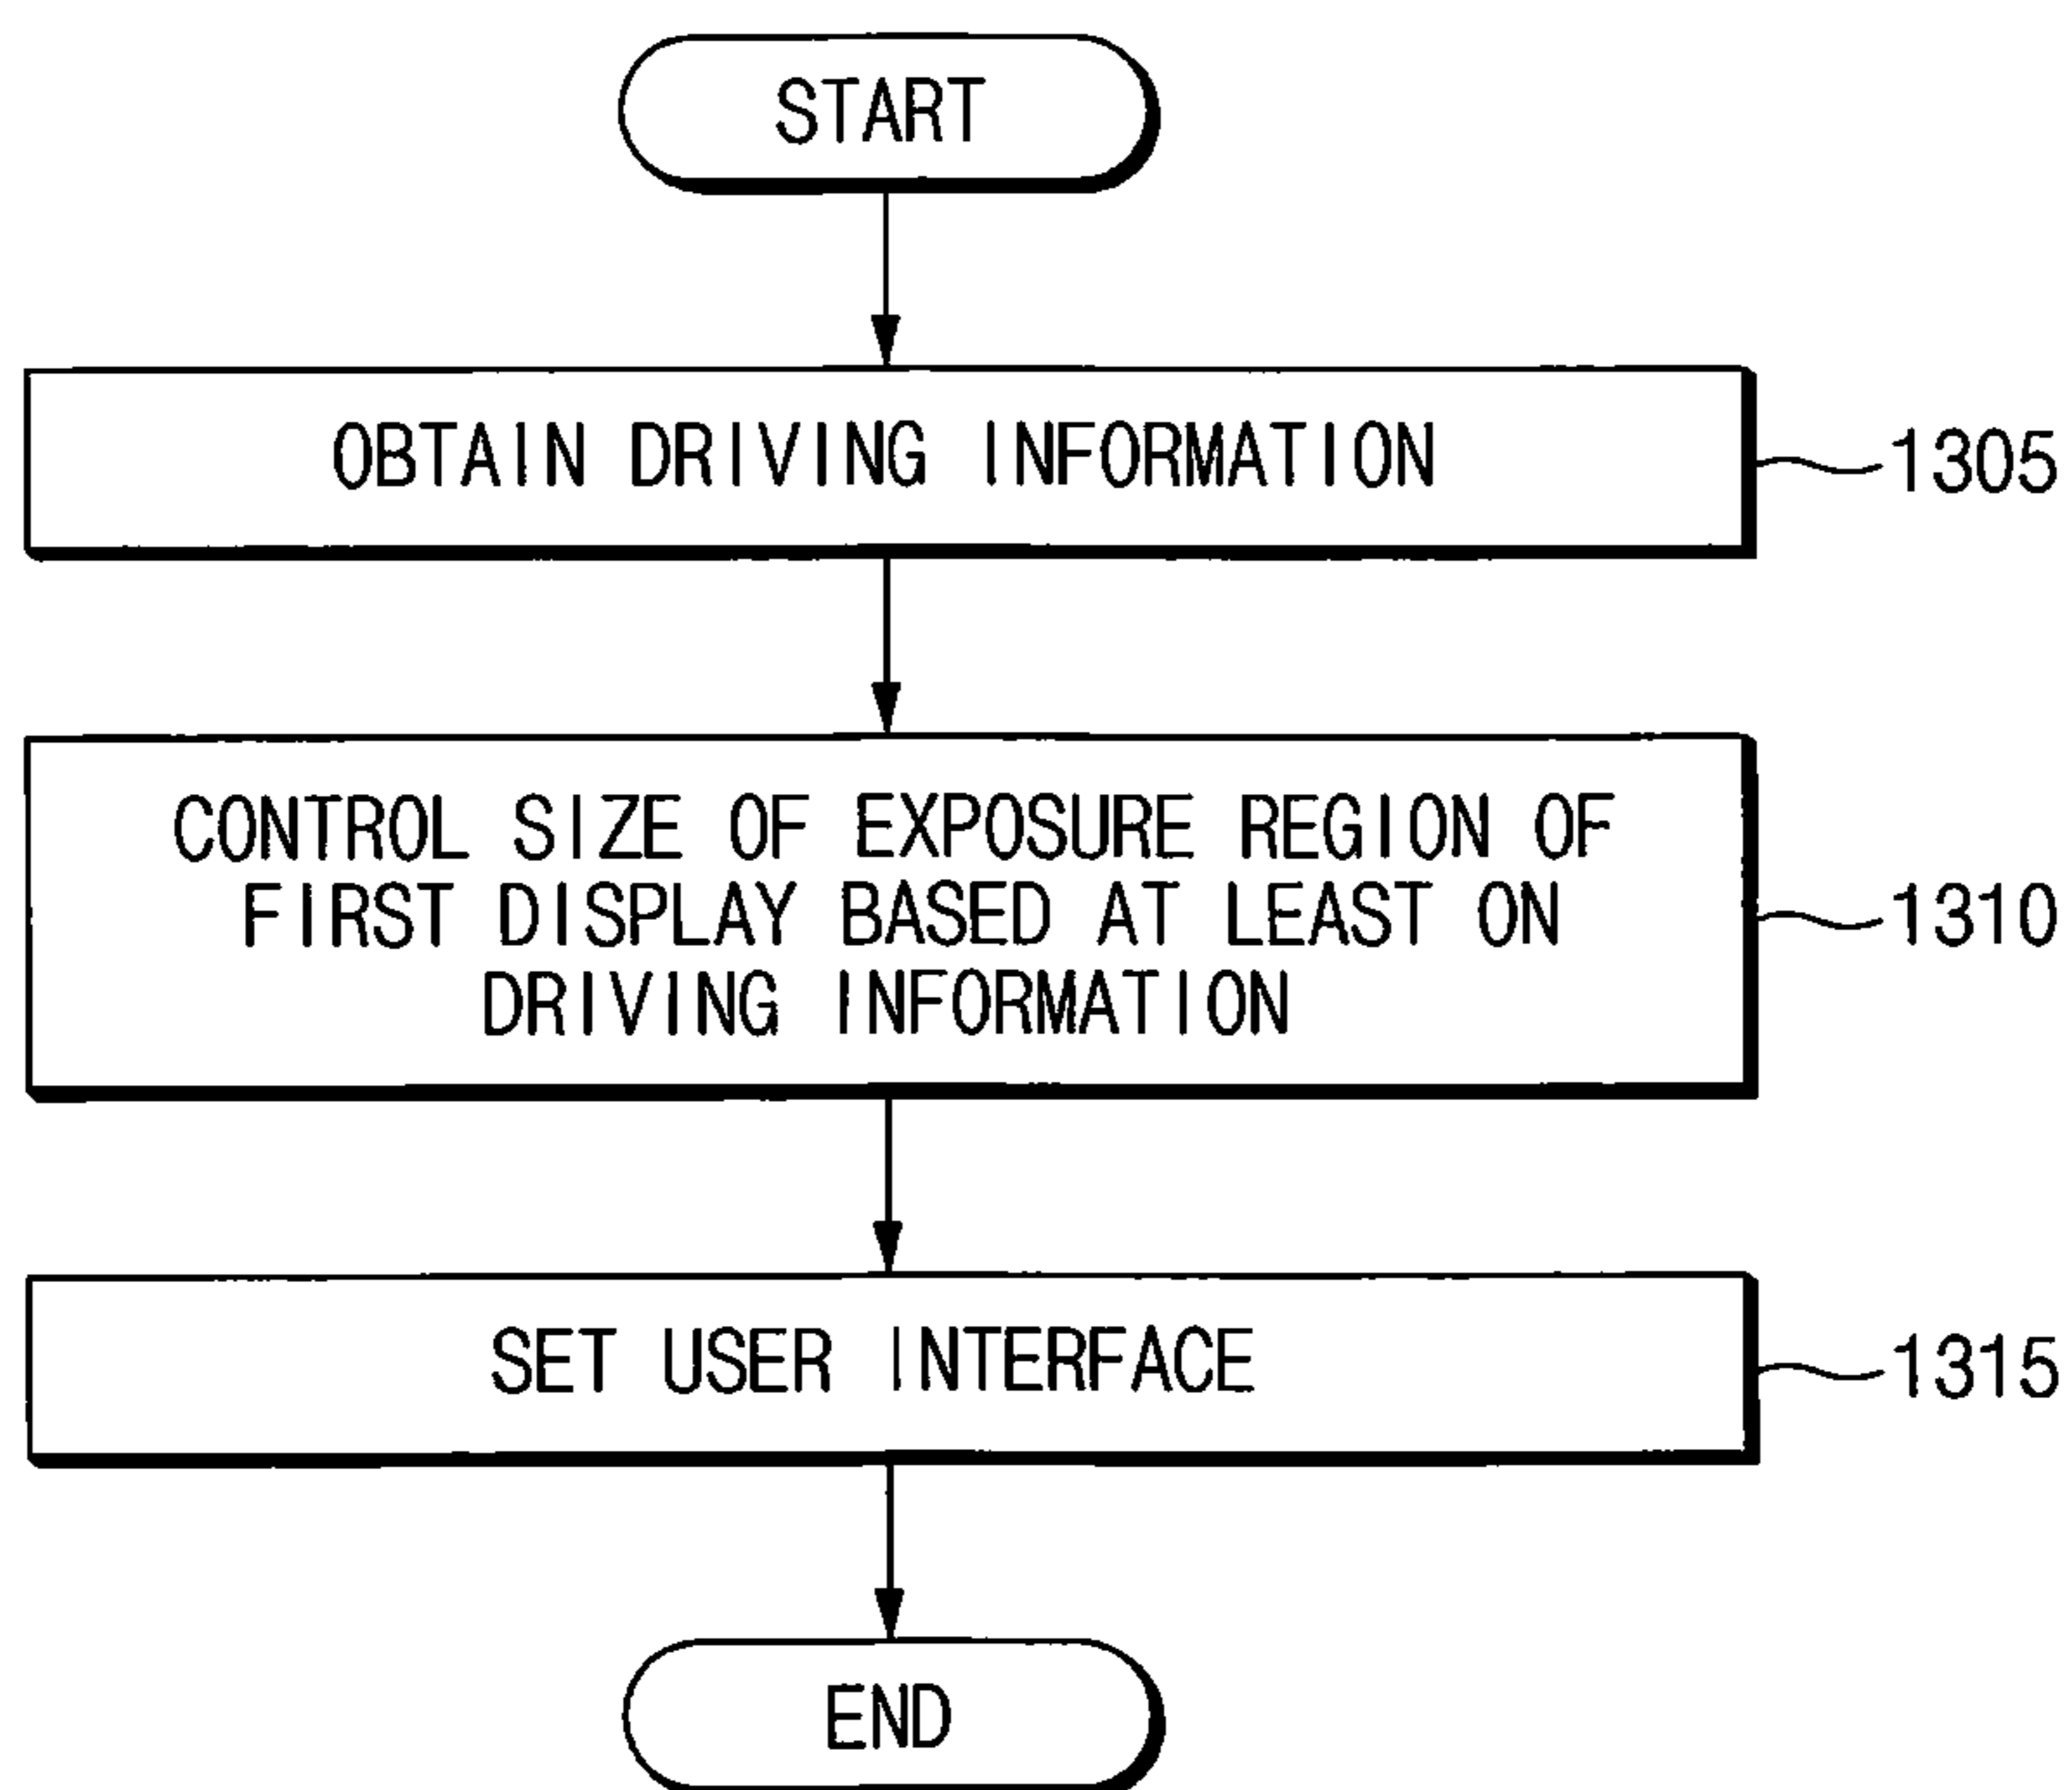 START
OBTAIN DRIVING INFORMATION
1305
CONTROL SIZE OF EXPOSURE REGION OF
FIRST DISPLAY BASED AT LEAST ON
DRIVING INFORMATION
1310
SET USER INTERFACE
1315
END